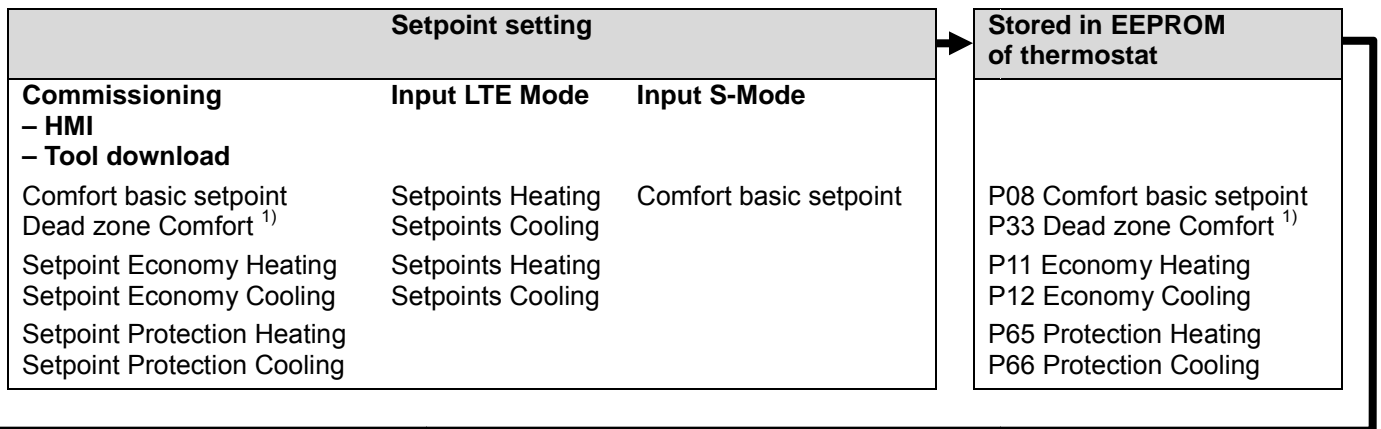 Setpoint setting
Stored in EEPROM
of thermostat
Commissioning
– HMI
– Tool download
Input LTE Mode
Input S-Mode
Comfort basic setpoint
Dead zone Comfort 1)
Setpoints Heating
Setpoints Cooling
Comfort basic setpoint
P08 Comfort basic setpoint
P33 Dead zone Comfort 1)
Setpoint Economy Heating
Setpoint Economy Cooling
Setpoints Heating
Setpoints Cooling
P11 Economy Heating
P12 Economy Cooling
Setpoint Protection Heating
Setpoint Protection Cooling
P65 Protection Heating
P66 Protection Cooling